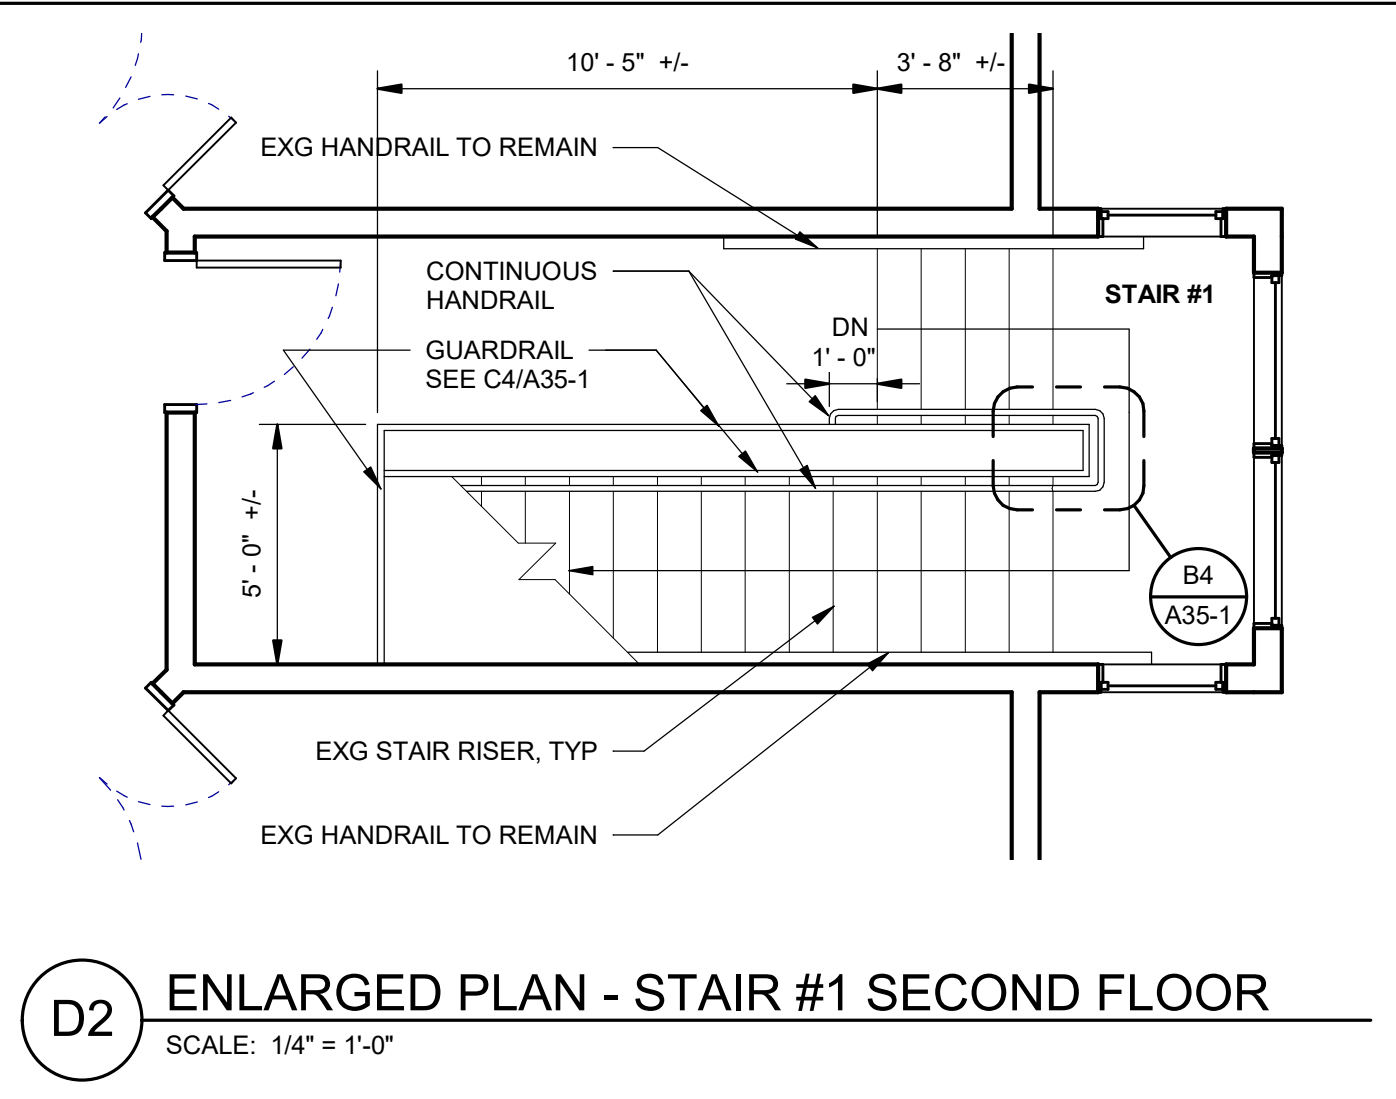 10' - 5" +/-
3' - 8" +/-
EXG HANDRAIL TO REMAIN
CONTINUOUS
HANDRAIL
STAIR #1
DN
1' - 0"
GUARDRAIL
SEE C4/A35-1
5' - 0" +/-
B4
A35-1
EXG STAIR RISER, TYP
EXG HANDRAIL TO REMAIN
D2
ENLARGED PLAN - STAIR #1 SECOND FLOOR
SCALE: 1/4" = 1'-0"